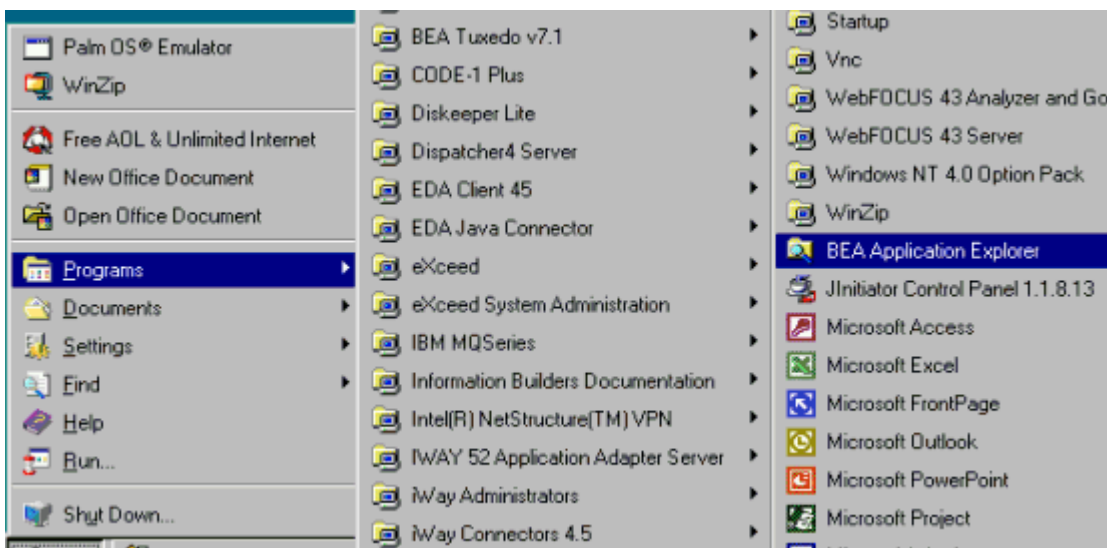 Palm OS® Emulator
WinZip
Free AOL & Unlimited Internet
New Office Document
Open Office Document
Programs
Documents
Settings
Find
Help
Run...
Shut Down...
BEA Tuxedo v7.1
CODE-1 Plus
Diskeeper Lite
Dispatcher4 Server
EDA Client 45
EDA Java Connector
eXceed
eXceed System Administration
IBM MQSeries
Information Builders Documentation
Intel(R) NetStructure(TM) VPN
IWAY 52 Application Adapter Server
iWay Administrators
iWay Connectors 4.5
Startup
Vnc
WebFOCUS 43 Analyzer and Go
WebFOCUS 43 Server
Windows NT 4.0 Option Pack
WinZip
BEA Application Explorer
JInitiator Control Panel 1.1.8.13
Microsoft Access
Microsoft Excel
Microsoft FrontPage
Microsoft Outlook
Microsoft PowerPoint
Microsoft Project